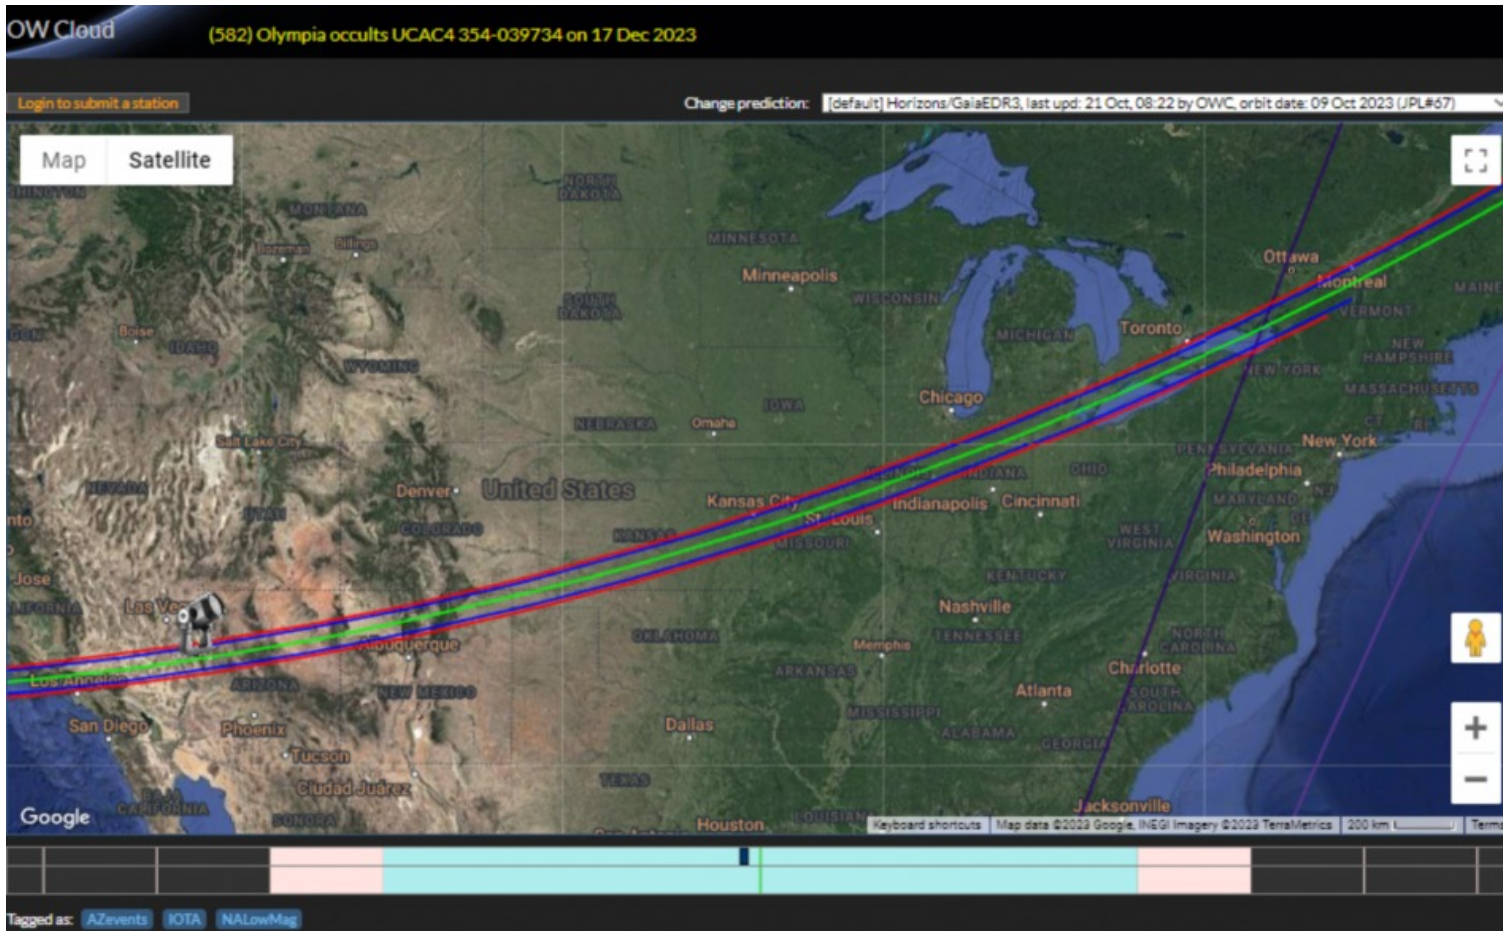 OW Cloud
(582) Olympia occults UCAC4 354-039734 on 17 Dec 2023
Login to submit a station
Change prediction: [default] Horizons/GaiaEDR3, last upd: 21 Oct, 08:22 by OWC, orbit date: 09 Oct 2023 (JPL#67)
Map Satellite
NORTH DAKOTA
MONTANA
Bozeman
Billings
MINNESOTA
Ottawa
Minneapolis
Montreal
MAINE
SOUTH DAKOTA
WISCONSIN
VERMONT
Boise
IDAHO
MICHIGAN
Toronto
NEW HAMPSHIRE
WYOMING
NEW YORK
MASSACHUSETTS
Chicago
IOWA
NEBRASKA
Omaha
CT
RI
Salt Lake City
PENNSYLVANIA
New York
OHIO
INDIANA
Philadelphia
NEVADA
Denver
United States
Kansas City
Indianapolis
Cincinnati
MARYLAND
NJ
DE
UTAH
COLORADO
KANSAS
St. Louis
MISSOURI
WEST VIRGINIA
Washington
Jose
KENTUCKY
VIRGINIA
Nashville
Albuquerque
OKLAHOMA
Memphis
TENNESSEE
NORTH CAROLINA
ARKANSAS
Charlotte
Los Angeles
ARIZONA
NEW MEXICO
Atlanta
SOUTH CAROLINA
San Diego
Phoenix
Dallas
MISSISSIPPI
ALABAMA
GEORGIA
Tucson
Ciudad Juárez
TEXAS
BAJA CALIFORNIA
SONORA
Jacksonville
Google
Houston
Keyboard shortcuts Map data ©2023 Google, INEGI Imagery ©2023 TerraMetrics 200 km Terms
Tagged as: AZevents IOTA NALowMag